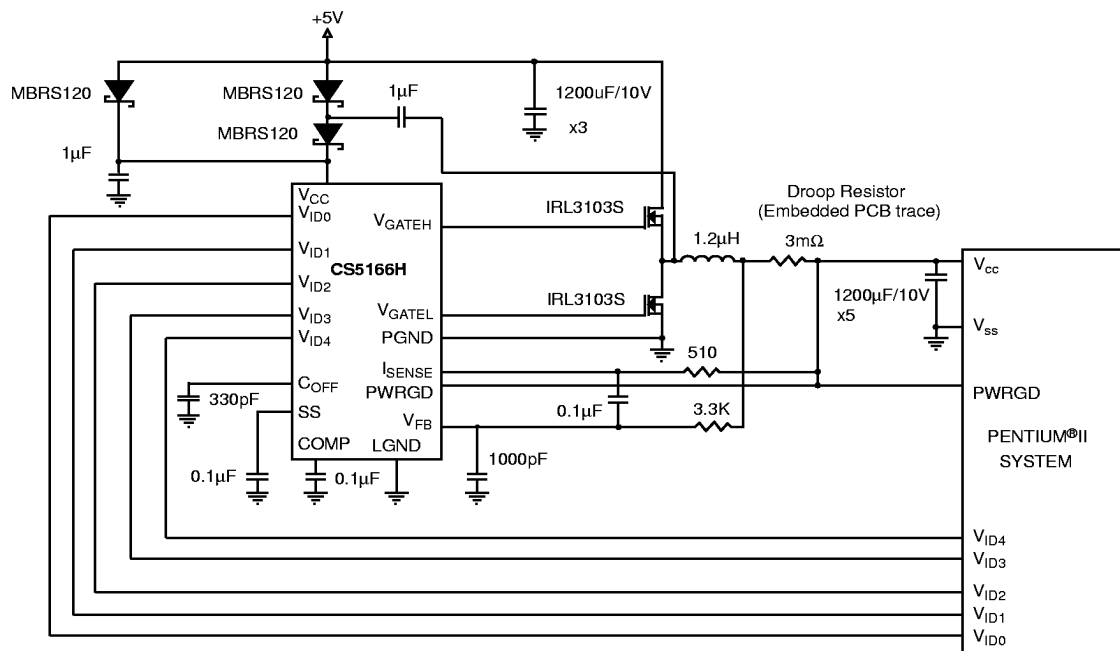 +5V
MBRS120
MBRS120
1µF
1200uF/10V
x3
MBRS120
1µF
VCC
VID0
VGATEH
IRL3103S
Droop Resistor
(Embedded PCB trace)
VID1
CS5166H
1.2µH
3mΩ
Vcc
VID2
IRL3103S
1200µF/10V
x5
VID3
VGATEL
Vss
VID4
PGND
ISENSE
510
COFF
PWRGD
PWRGD
330pF
0.1µF
3.3K
SS
VFB
COMP
LGND
PENTIUM®II
SYSTEM
0.1µF
0.1µF
1000pF
VID4
VID3
VID2
VID1
VID0